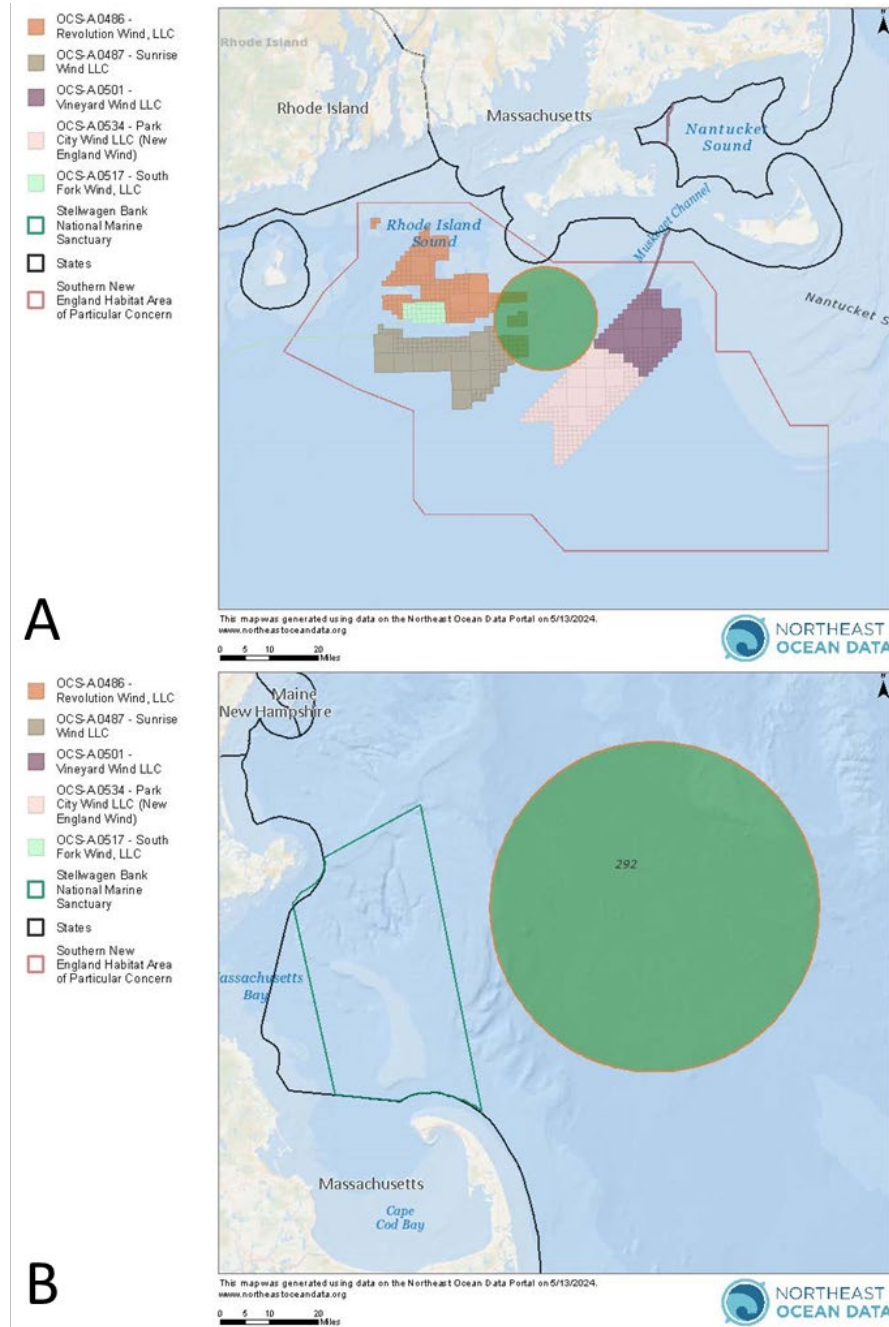 OCS-A0486 -
Revolution Wind, LLC
OCS-A0487 - Sunrise
Wind LLC
OCS-A0501 -
Vineyard Wind LLC
OCS-A0534 - Park
City Wind LLC (New
England Wind)
OCS-A0517 - South
Fork Wind, LLC
Stellwagen Bank
National Marine
Sanctuary
States
Southern New
England Habitat Area
of Particular Concern
Rhode Island
Rhode Island
Massachusetts
Nantucket
Sound
Muskeget Channel
Rhode Island
Sound
Nantucket S
A
This map was generated using data on the Northeast Ocean Data Portal on 5/13/2024.
www.northeastoceandata.org
0 5 10 20
Miles
NORTHEAST
OCEAN DATA
OCS-A0486 -
Revolution Wind, LLC
OCS-A0487 - Sunrise
Wind LLC
OCS-A0501 -
Vineyard Wind LLC
OCS-A0534 - Park
City Wind LLC (New
England Wind)
OCS-A0517 - South
Fork Wind, LLC
Stellwagen Bank
National Marine
Sanctuary
States
Southern New
England Habitat Area
of Particular Concern
Maine
New Hampshire
292
assachusetts
Bay
Massachusetts
Cape
Cod Bay
B
This map was generated using data on the Northeast Ocean Data Portal on 5/13/2024.
www.northeastoceandata.org
0 5 10 20
Miles
NORTHEAST
OCEAN DATA